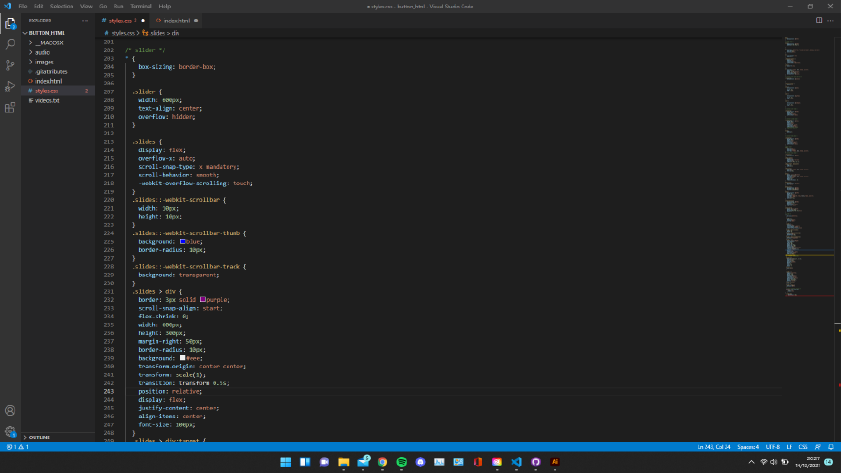 File Edit Selection View Go Run Terminal Help
styles.css - button_html - Visual Studio Code
EXPLORER
BUTTON_HTML
__MACOSX
audio
images
.gitattributes
index.html
styles.css
videos.txt
OUTLINE
# styles.css
index.html
# styles.css > slides > div
201
202 /* slider */
203 * {
204 box-sizing: border-box;
205 }
206
207 .slider {
208 width: 600px;
209 text-align: center;
210 overflow: hidden;
211 }
212
213 .slides {
214 display: flex;
215 overflow-x: auto;
216 scroll-snap-type: x mandatory;
217 scroll-behavior: smooth;
218 -webkit-overflow-scrolling: touch;
219 }
220 .slides::-webkit-scrollbar {
221 width: 10px;
222 height: 10px;
223 }
224 .slides::-webkit-scrollbar-thumb {
225 background: blue;
226 border-radius: 10px;
227 }
228 .slides::-webkit-scrollbar-track {
229 background: transparent;
230 }
231 .slides > div {
232 border: 3px solid purple;
233 scroll-snap-align: start;
234 flex-shrink: 0;
235 width: 600px;
236 height: 300px;
237 margin-right: 50px;
238 border-radius: 10px;
239 background: #eee;
240 transform-origin: center center;
241 transform: scale(1);
242 transition: transform 0.5s;
243 position: relative;
244 display: flex;
245 justify-content: center;
246 align-items: center;
247 font-size: 100px;
248 }
249 .slides > div:target {
Ln 243, Col 24 Spaces: 4 UTF-8 LF CSS
20:27
14/10/2021